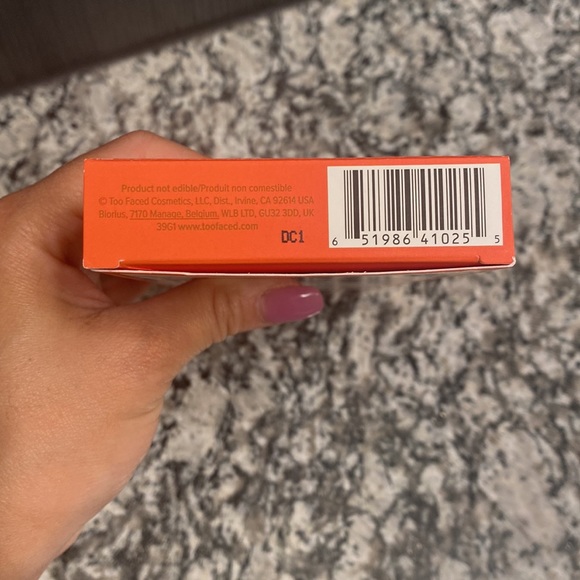 Product not edible/Produit non comestible
© Too Faced Cosmetics, LLC, Dist., Irvine, CA 92614 USA
Biorius, 7170 Manage, Belgium, WLB LTD, GU32 3DD, UK
39G1 www.toofaced.com
DC1
6 51986 41025 5